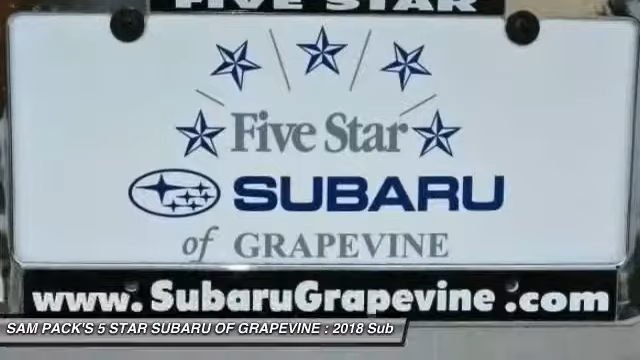 FIVE STAR
Five Star
SUBARU
of GRAPEVINE
www.SubaruGrapevine.com
SAM PACK'S 5 STAR SUBARU OF GRAPEVINE : 2018 Sub